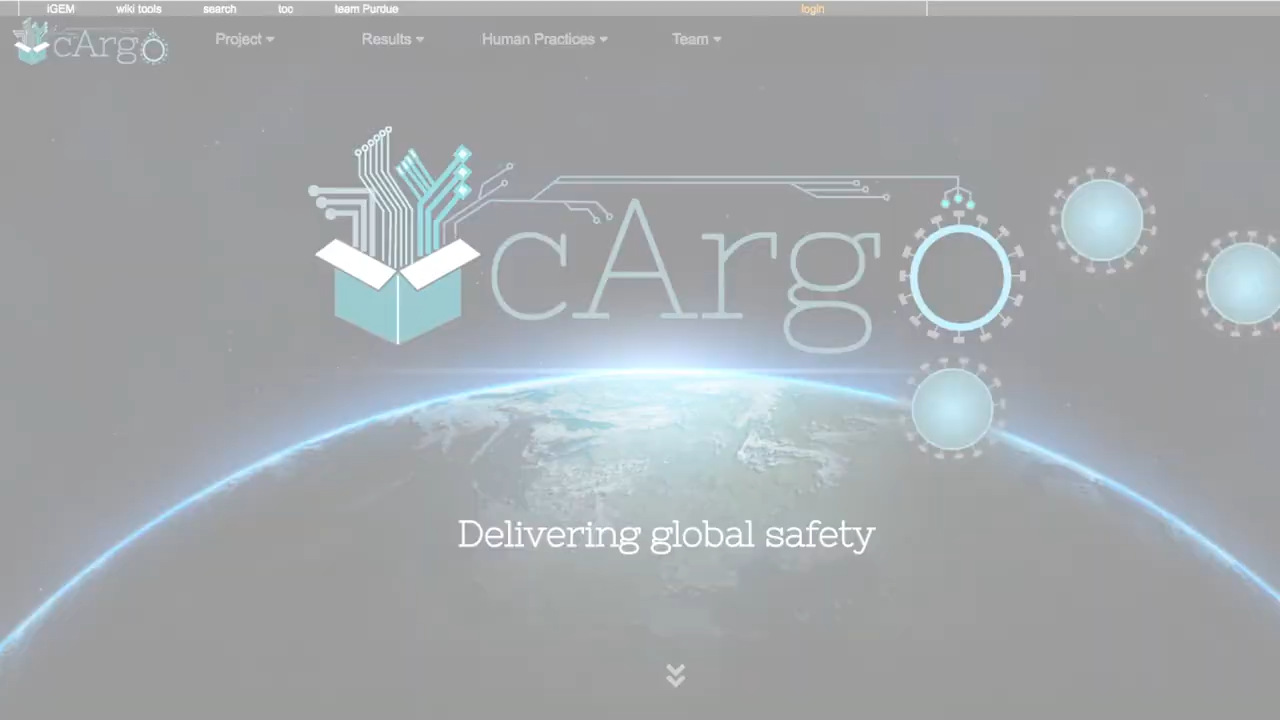 iGEM wiki tools search toc team Purdue login
cArgO Project Results Human Practices Team
cArgO
Delivering global safety